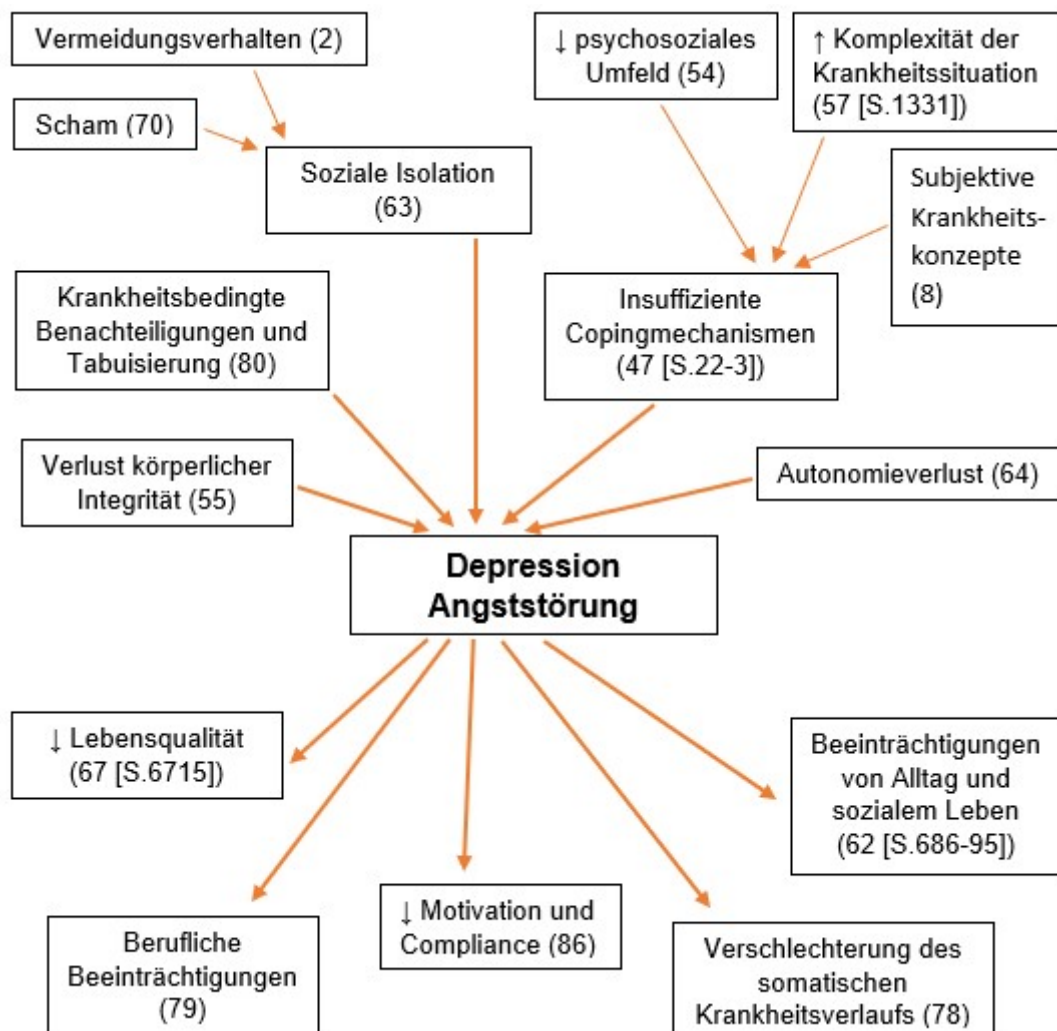 Vermeidungsverhalten (2)
↓ psychosoziales
Umfeld (54)
↑ Komplexität der
Krankheitssituation
(57 [S.1331])
Scham (70)
Soziale Isolation
(63)
Subjektive
Krankheits-
konzepte
(8)
Krankheitsbedingte
Benachteiligungen und
Tabuisierung (80)
Insuffiziente
Copingmechanismen
(47 [S.22-3])
Verlust körperlicher
Integrität (55)
Autonomieverlust (64)
Depression
Angststörung
↓ Lebensqualität
(67 [S.6715])
Beeinträchtigungen
von Alltag und
sozialem Leben
(62 [S.686-95])
Berufliche
Beeinträchtigungen
(79)
↓ Motivation und
Compliance (86)
Verschlechterung des
somatischen
Krankheitsverlaufs (78)